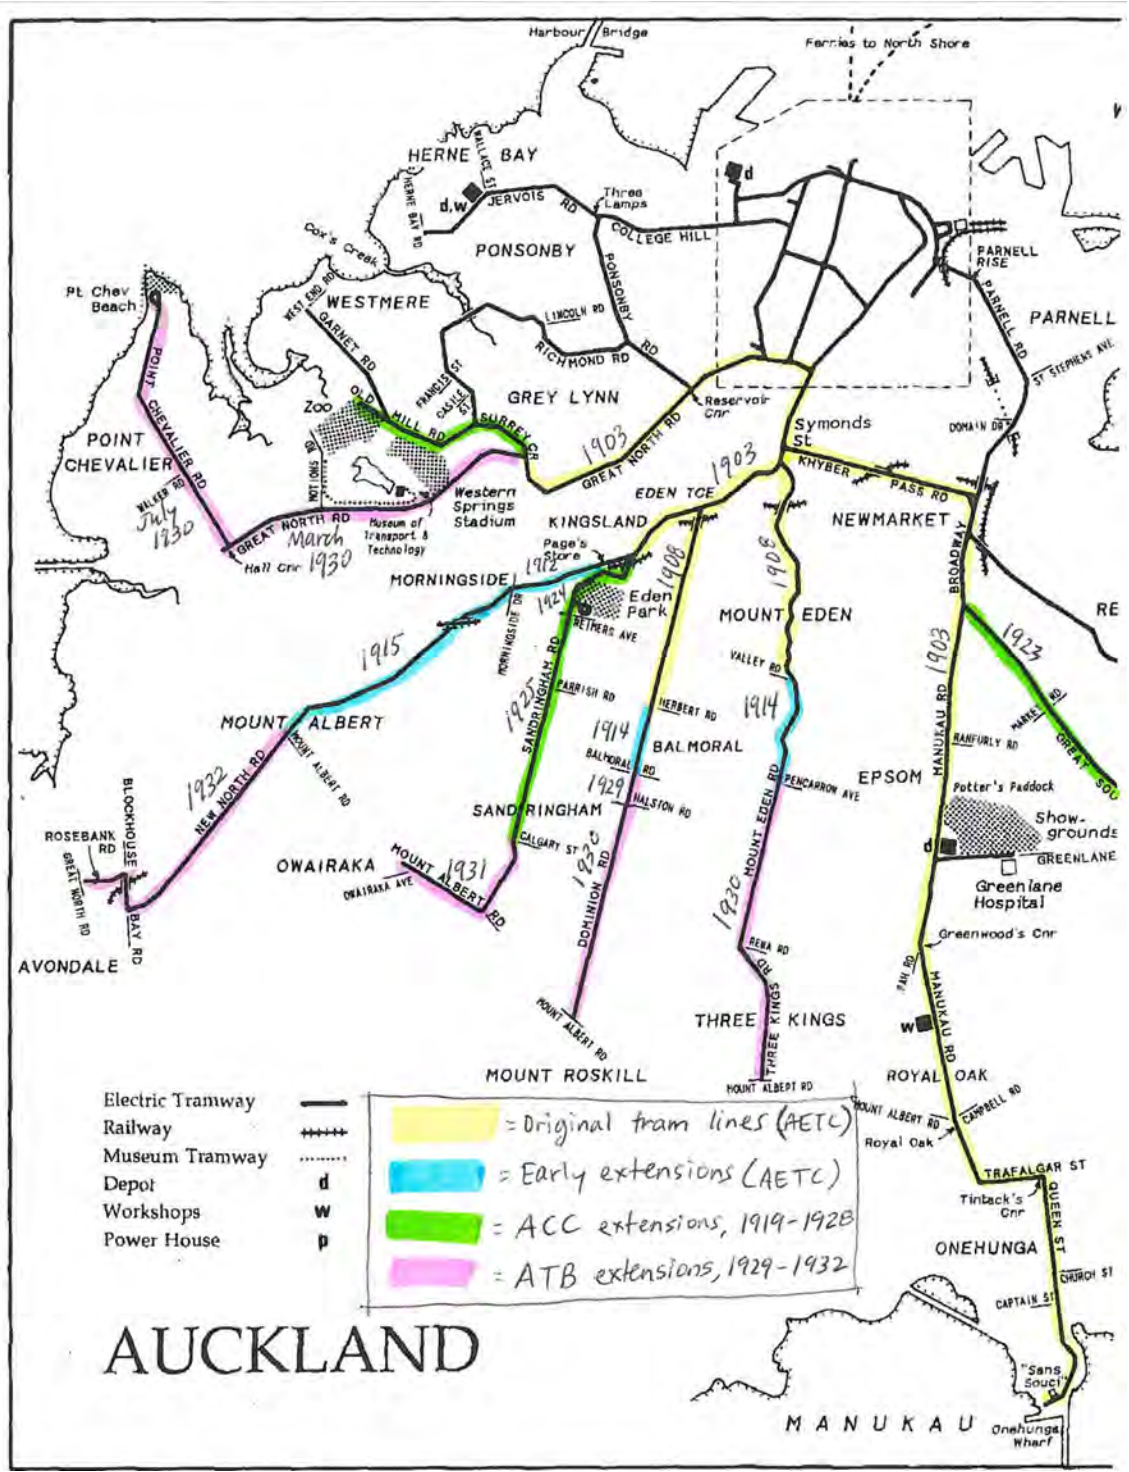 Harbour Bridge
Ferries to North Shore
HERNE BAY
WALLACE ST
HERNE BAY RD
d,w
JERVOIS RD
Three Lamps
d
COLLEGE HILL
PONSONBY
PONSONBY RD
Cox's Creek
PARNELL RISE
PARNELL RD
PARNELL
ST STEPHENS AVE
Pt Chev Beach
WEST END RD
WESTMERE
GARNET RD
LINCOLN RD
RICHMOND RD
FRANCIS ST
CASTLE ST
GREY LYNN
Reservoir Cnr
Zoo
OLD MILL RD
SURREY CR
POINT CHEVALIER RD
POINT CHEVALIER
WALKER RD
July 1930
MOTIONS RD
1903
GREAT NORTH RD
1903
Symonds St
DOMAIN DR
KHYBER PASS RD
EDEN TCE
NEWMARKET
Western Springs Stadium
GREAT NORTH RD
March 1930
Hall Cnr
Museum of Transport & Technology
KINGSLAND
Page's Store
BROADWAY
MORNINGSIDE
1912
1908
1908
1924
Eden Park
REIMERS AVE
MORNINGSIDE DR
MOUNT EDEN
RE
1915
SANDRINGHAM RD
1925
PARRISH RD
VALLEY RD
1903
1923
MANUKAU RD
MARKET RD
GREAT SOU
MOUNT ALBERT
MOUNT ALBERT RD
HERBERT RD
1914
1914
BALMORAL
BALMORAL RD
RANFURLY RD
1932
NEW NORTH RD
1929
HALSTON RD
MOUNT EDEN RD
PENCARROW AVE
EPSOM
Potter's Paddock
Show-grounds
BLOCKHOUSE BAY RD
ROSEBANK RD
GREAT NORTH RD
SANDRINGHAM
CALGARY ST
d
GREENLANE
Greenlane Hospital
OWAIRAKA
OWAIRAKA AVE
MOUNT ALBERT RD
1931
1930
DOMINION RD
1930
REWA RD
Greenwood's Cnr
PAH RD
AVONDALE
MANUKAU RD
w
MOUNT ALBERT RD
THREE KINGS RD
THREE KINGS
MOUNT ROSKILL
MOUNT ALBERT RD
ROYAL OAK
MOUNT ALBERT RD
CAMPBELL RD
Royal Oak
Electric Tramway
Railway
Museum Tramway
Depot d
Workshops w
Power House p
= Original tram lines (AETC)
= Early extensions (AETC)
= ACC extensions, 1919-1928
= ATB extensions, 1929-1932
TRAFALGAR ST
Tintack's Cnr
QUEEN ST
ONEHUNGA
CHURCH ST
CAPTAIN ST
AUCKLAND
"Sans Souci"
MANUKAU
Onehunga Wharf